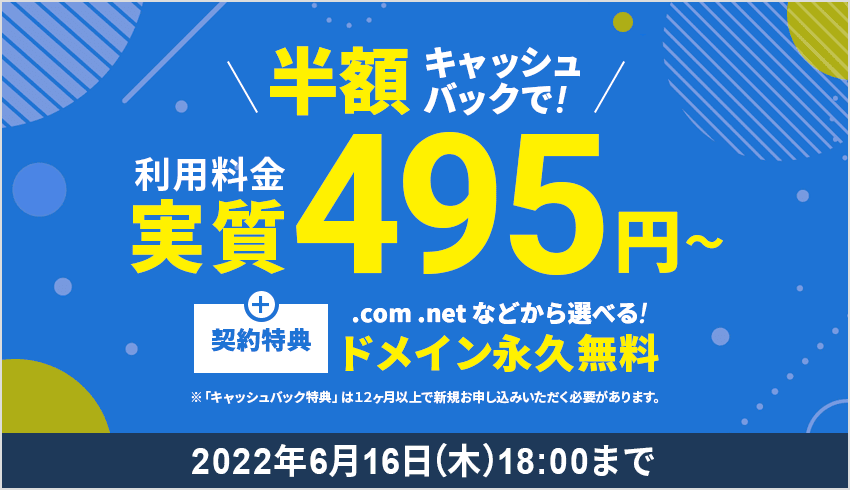 半額 キャッシュ
バックで!
利用料金
実質 495円~
+
契約特典
.com .net などから選べる!
ドメイン永久無料
※「キャッシュバック特典」は12ヶ月以上で新規お申し込みいただく必要があります。
2022年6月16日(木)18:00まで